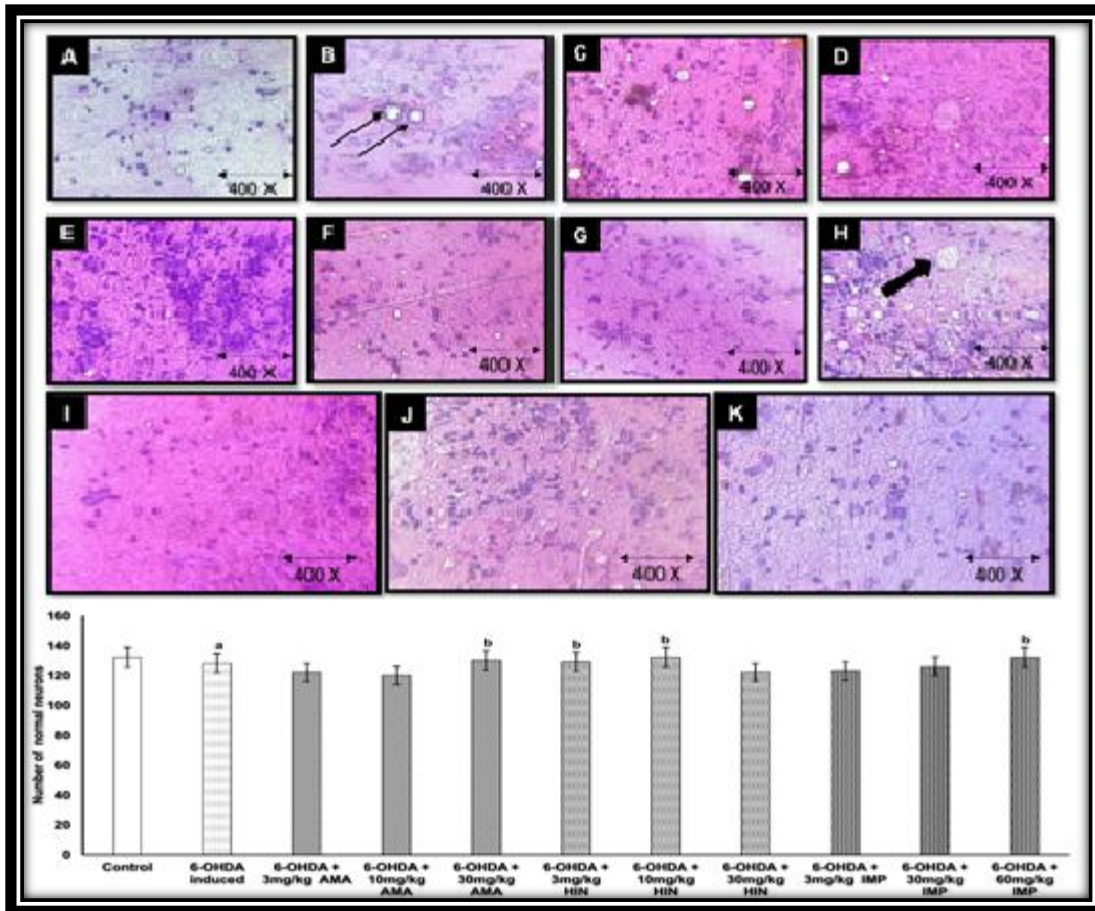 A
B
C
D
400 X
400 X
400 X
400 X
E
F
G
H
400 X
400 X
400 X
400 X
I
J
K
400 X
400 X
400 X
Number of normal neurons
160
140
120
100
80
60
40
20
0
a
b
b
b
b
Control
6-OHDA
induced
6-OHDA +
3mg/kg AMA
6-OHDA +
10mg/kg
AMA
6-OHDA +
30mg/kg
AMA
6-OHDA +
3mg/kg
HIN
6-OHDA +
10mg/kg
HIN
6-OHDA +
30mg/kg
HIN
6-OHDA +
3mg/kg IMP
6-OHDA +
30mg/kg
IMP
6-OHDA +
60mg/kg
IMP